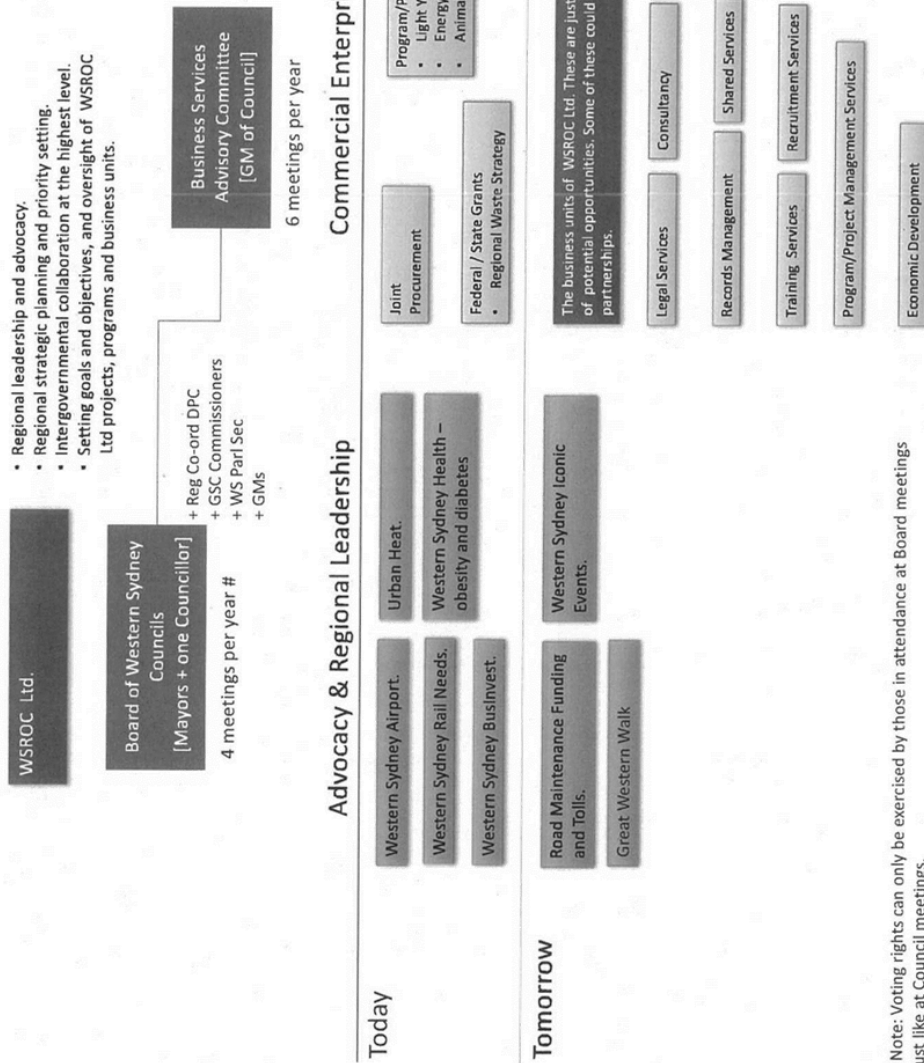 WSROC Ltd.
• Regional leadership and advocacy.
• Regional strategic planning and priority setting.
• Intergovernmental collaboration at the highest level.
• Setting goals and objectives, and oversight of WSROC
Ltd projects, programs and business units.
Board of Western Sydney
Councils
[Mayors + one Councillor]
+ Reg Co-ord DPC
+ GSC Commissioners
+ WS Parl Sec
+ GMs
4 meetings per year #
Business Services
Advisory Committee
[GM of Council]
6 meetings per year
Advocacy & Regional Leadership
Commercial Enterpr
Today
Western Sydney Airport.
Urban Heat.
Western Sydney Rail Needs.
Western Sydney Health –
obesity and diabetes
Western Sydney BusInvest.
Joint
Procurement
Program/P
• Light Y
• Energy
• Anima
Federal / State Grants
• Regional Waste Strategy
Tomorrow
Road Maintenance Funding
and Tolls.
Western Sydney Iconic
Events.
Great Western Walk
The business units of WSROC Ltd. These are just
of potential opportunities. Some of these could
partnerships.
Legal Services
Consultancy
Records Management
Shared Services
Training Services
Recruitment Services
Program/Project Management Services
Economic Development
Note: Voting rights can only be exercised by those in attendance at Board meetings
ust like at Council meetings.